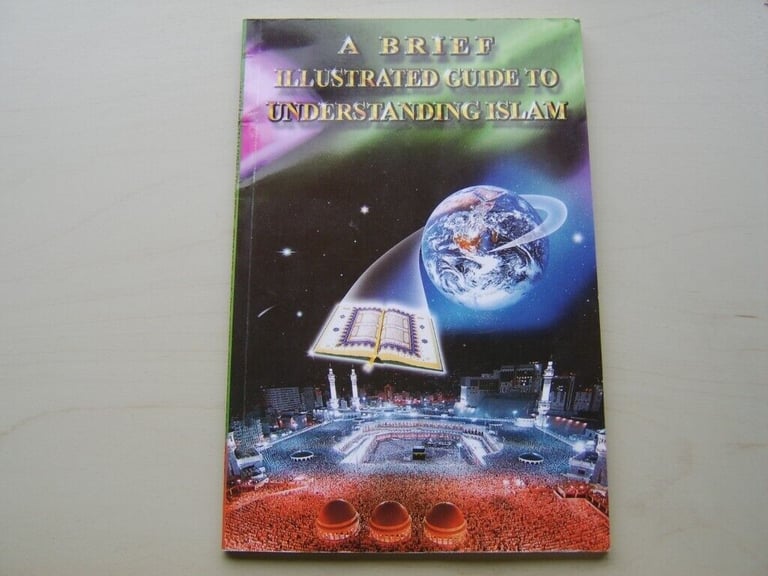 A BRIEF
ILLUSTRATED GUIDE TO
UNDERSTANDING ISLAM